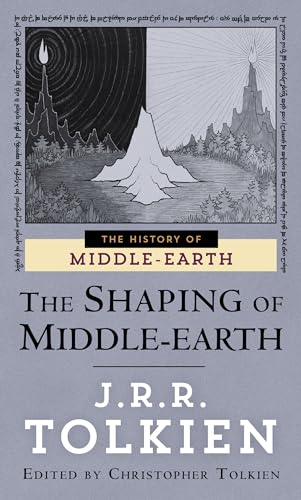 THE HISTORY OF
MIDDLE-EARTH
THE SHAPING OF
MIDDLE-EARTH
J.R.R.
TOLKIEN
EDITED BY CHRISTOPHER TOLKIEN